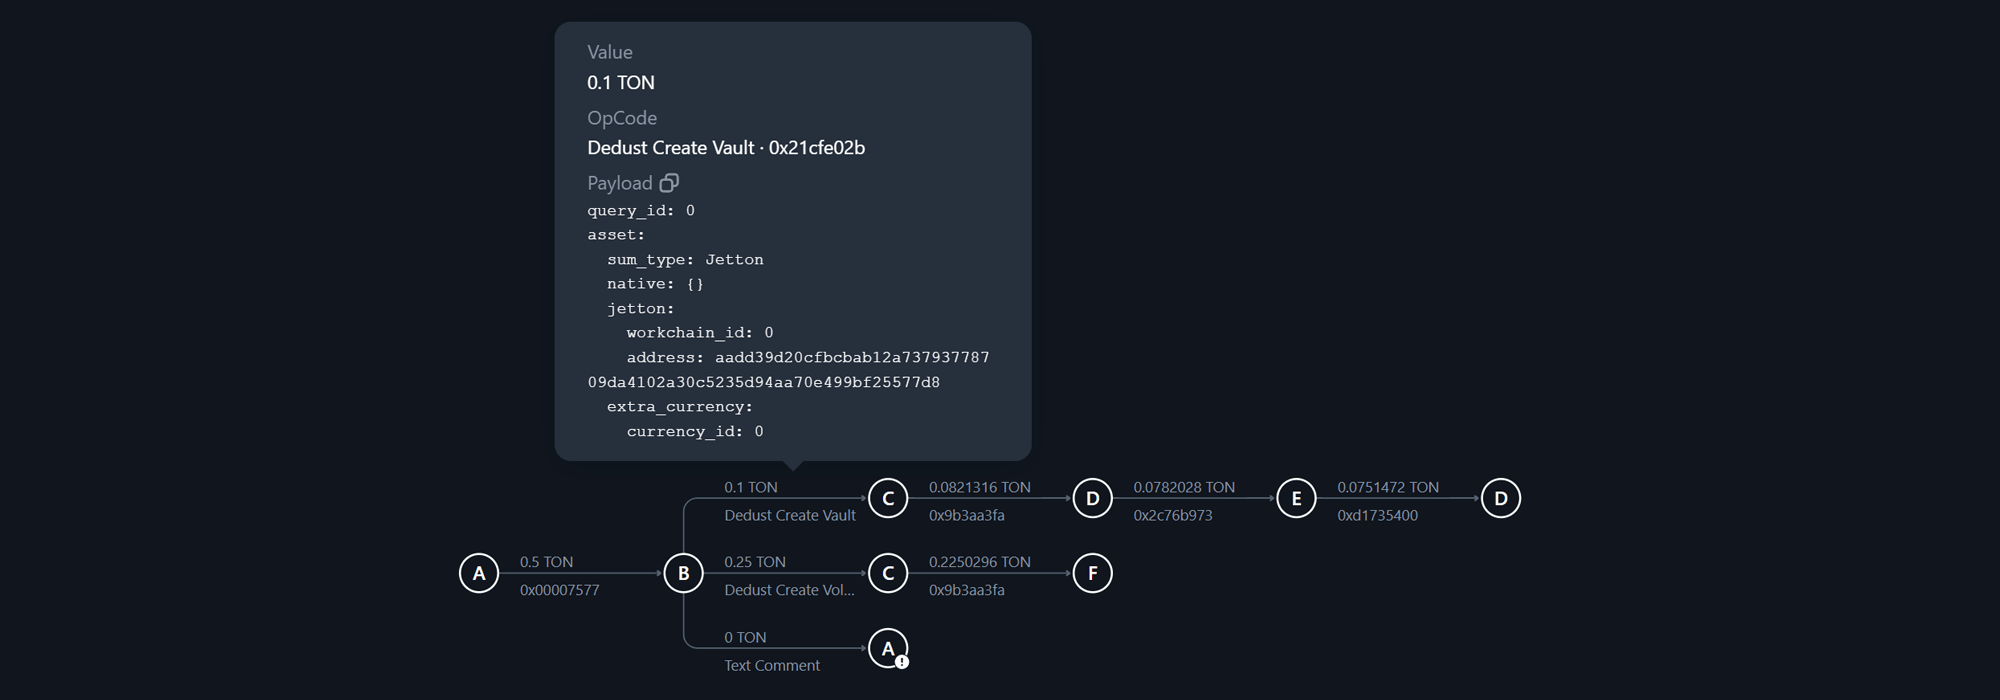 Value
0.1 TON
OpCode
Dedust Create Vault · 0x21cfe02b
Payload
query_id: 0
asset:
sum_type: Jetton
native: {}
jetton:
workchain_id: 0
address: aadd39d20cfbcbab12a737937787
09da4102a30c5235d94aa70e499bf25577d8
extra_currency:
currency_id: 0
0.1 TON
Dedust Create Vault
C
0.0821316 TON
0x9b3aa3fa
D
0.0782028 TON
0x2c76b973
E
0.0751472 TON
0xd1735400
D
A
0.5 TON
0x00007577
B
0.25 TON
Dedust Create Vol...
C
0.2250296 TON
0x9b3aa3fa
F
0 TON
Text Comment
A
!